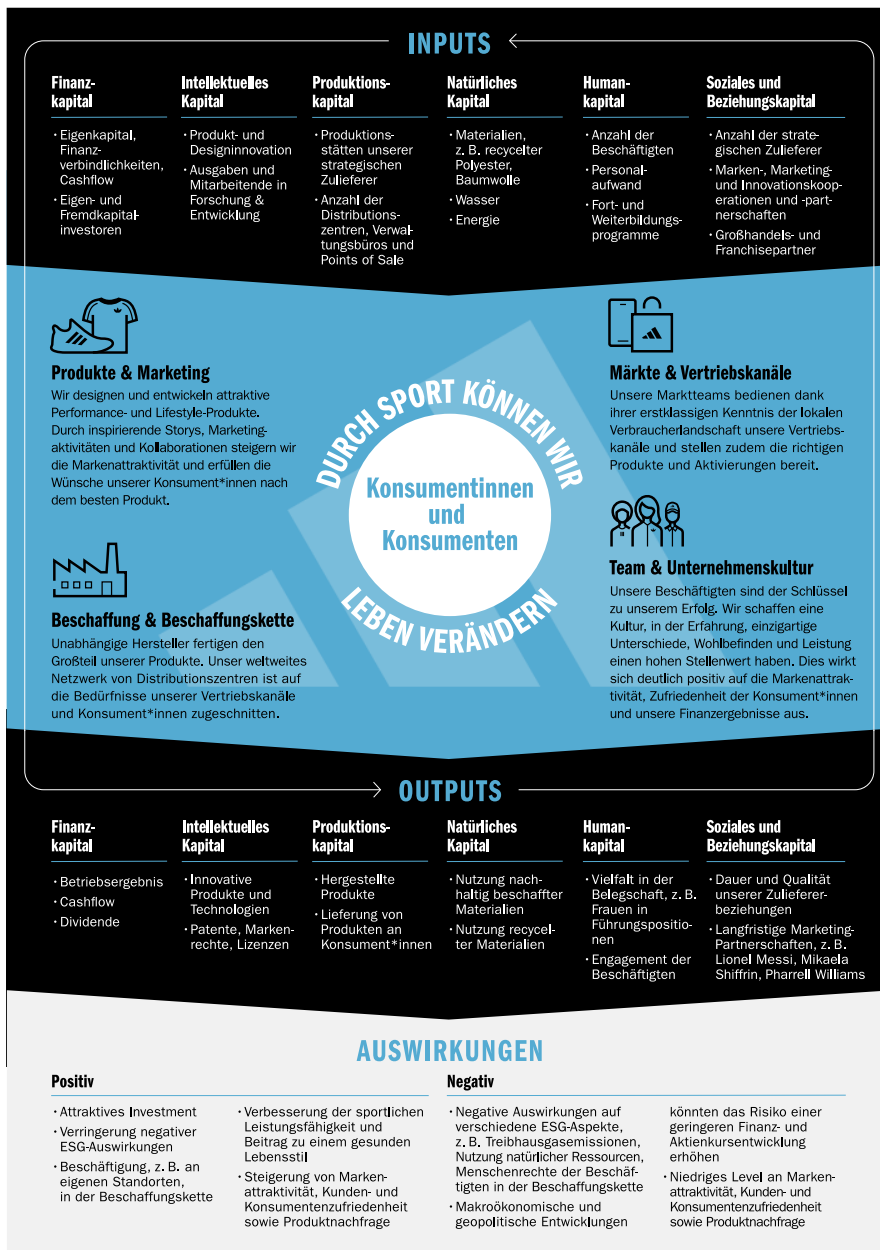 INPUTS
Finanz-
kapital
· Eigenkapital,
Finanz-
verbindlichkeiten,
Cashflow
· Eigen- und
Fremdkapital-
investoren
Intellektuelles
Kapital
· Produkt- und
Designinnovation
· Ausgaben und
Mitarbeitende in
Forschung &
Entwicklung
Produktions-
kapital
· Produktions-
stätten unserer
strategischen
Zulieferer
· Anzahl der
Distributions-
zentren, Verwal-
tungsbüros und
Points of Sale
Natürliches
Kapital
· Materialien,
z. B. recycelter
Polyester,
Baumwolle
· Wasser
· Energie
Human-
kapital
· Anzahl der
Beschäftigten
· Personal-
aufwand
· Fort- und
Weiterbildungs-
programme
Soziales und
Beziehungskapital
· Anzahl der strate-
gischen Zulieferer
· Marken-, Marketing-
und Innovationskoop-
erationen und -part-
nerschaften
· Großhandels- und
Franchisepartner
Produkte & Marketing
Wir designen und entwickeln attraktive
Performance- und Lifestyle-Produkte.
Durch inspirierende Storys, Marketing-
aktivitäten und Kollaborationen steigern wir
die Markenattraktivität und erfüllen die
Wünsche unserer Konsument*innen nach
dem besten Produkt.
Beschaffung & Beschaffungskette
Unabhängige Hersteller fertigen den
Großteil unserer Produkte. Unser weltweites
Netzwerk von Distributionszentren ist auf
die Bedürfnisse unserer Vertriebskanäle
und Konsument*innen zugeschnitten.
DURCH SPORT KÖNNEN WIR
Konsumentinnen
und
Konsumenten
LEBEN VERÄNDERN
Märkte & Vertriebskanäle
Unsere Marktteams bedienen dank
ihrer erstklassigen Kenntnis der lokalen
Verbraucherlandschaft unsere Vertriebs-
kanäle und stellen zudem die richtigen
Produkte und Aktivierungen bereit.
Team & Unternehmenskultur
Unsere Beschäftigten sind der Schlüssel
zu unserem Erfolg. Wir schaffen eine
Kultur, in der Erfahrung, einzigartige
Unterschiede, Wohlbefinden und Leistung
einen hohen Stellenwert haben. Dies wirkt
sich deutlich positiv auf die Markenattrak-
tivität, Zufriedenheit der Konsument*innen
und unsere Finanzergebnisse aus.
OUTPUTS
Finanz-
kapital
· Betriebsergebnis
· Cashflow
· Dividende
Intellektuelles
Kapital
· Innovative
Produkte und
Technologien
· Patente, Marken-
rechte, Lizenzen
Produktions-
kapital
· Hergestellte
Produkte
· Lieferung von
Produkten an
Konsument*innen
Natürliches
Kapital
· Nutzung nach-
haltig beschaffter
Materialien
· Nutzung recycel-
ter Materialien
Human-
kapital
· Vielfalt in der
Belegschaft, z. B.
Frauen in
Führungspositio-
nen
· Engagement der
Beschäftigten
Soziales und
Beziehungskapital
· Dauer und Qualität
unserer Zulieferer-
beziehungen
· Langfristige Marketing-
Partnerschaften, z. B.
Lionel Messi, Mikaela
Shiffrin, Pharrell Williams
AUSWIRKUNGEN
Positiv
· Attraktives Investment
· Verringerung negativer
ESG-Auswirkungen
· Beschäftigung, z. B. an
eigenen Standorten,
in der Beschaffungskette
· Verbesserung der sportlichen
Leistungsfähigkeit und
Beitrag zu einem gesunden
Lebensstil
· Steigerung von Marken-
attraktivität, Kunden- und
Konsumentenzufriedenheit
sowie Produktnachfrage
Negativ
· Negative Auswirkungen auf
verschiedene ESG-Aspekte,
z. B. Treibhausgasemissionen,
Nutzung natürlicher Ressourcen,
Menschenrechte der Beschäf-
tigten in der Beschaffungskette
· Makroökonomische und
geopolitische Entwicklungen
könnten das Risiko einer
geringeren Finanz- und
Aktienkursentwicklung
erhöhen
· Niedriges Level an Marken-
attraktivität, Kunden- und
Konsumentenzufriedenheit
sowie Produktnachfrage